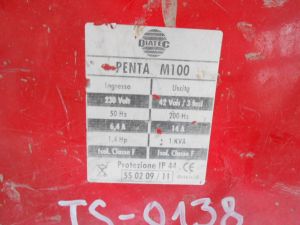 DIATEC
PENTA M100
Ingresso Uscita
230 Volt 42 Volt / 3 fasi
50 Hz 200 Hz
6,4 A 14 A
1,4 Hp 1 KVA
Isol. Classe F Isol. Classe F
Protezione IP 44 CE
55 02 09 / 11
TS-0138